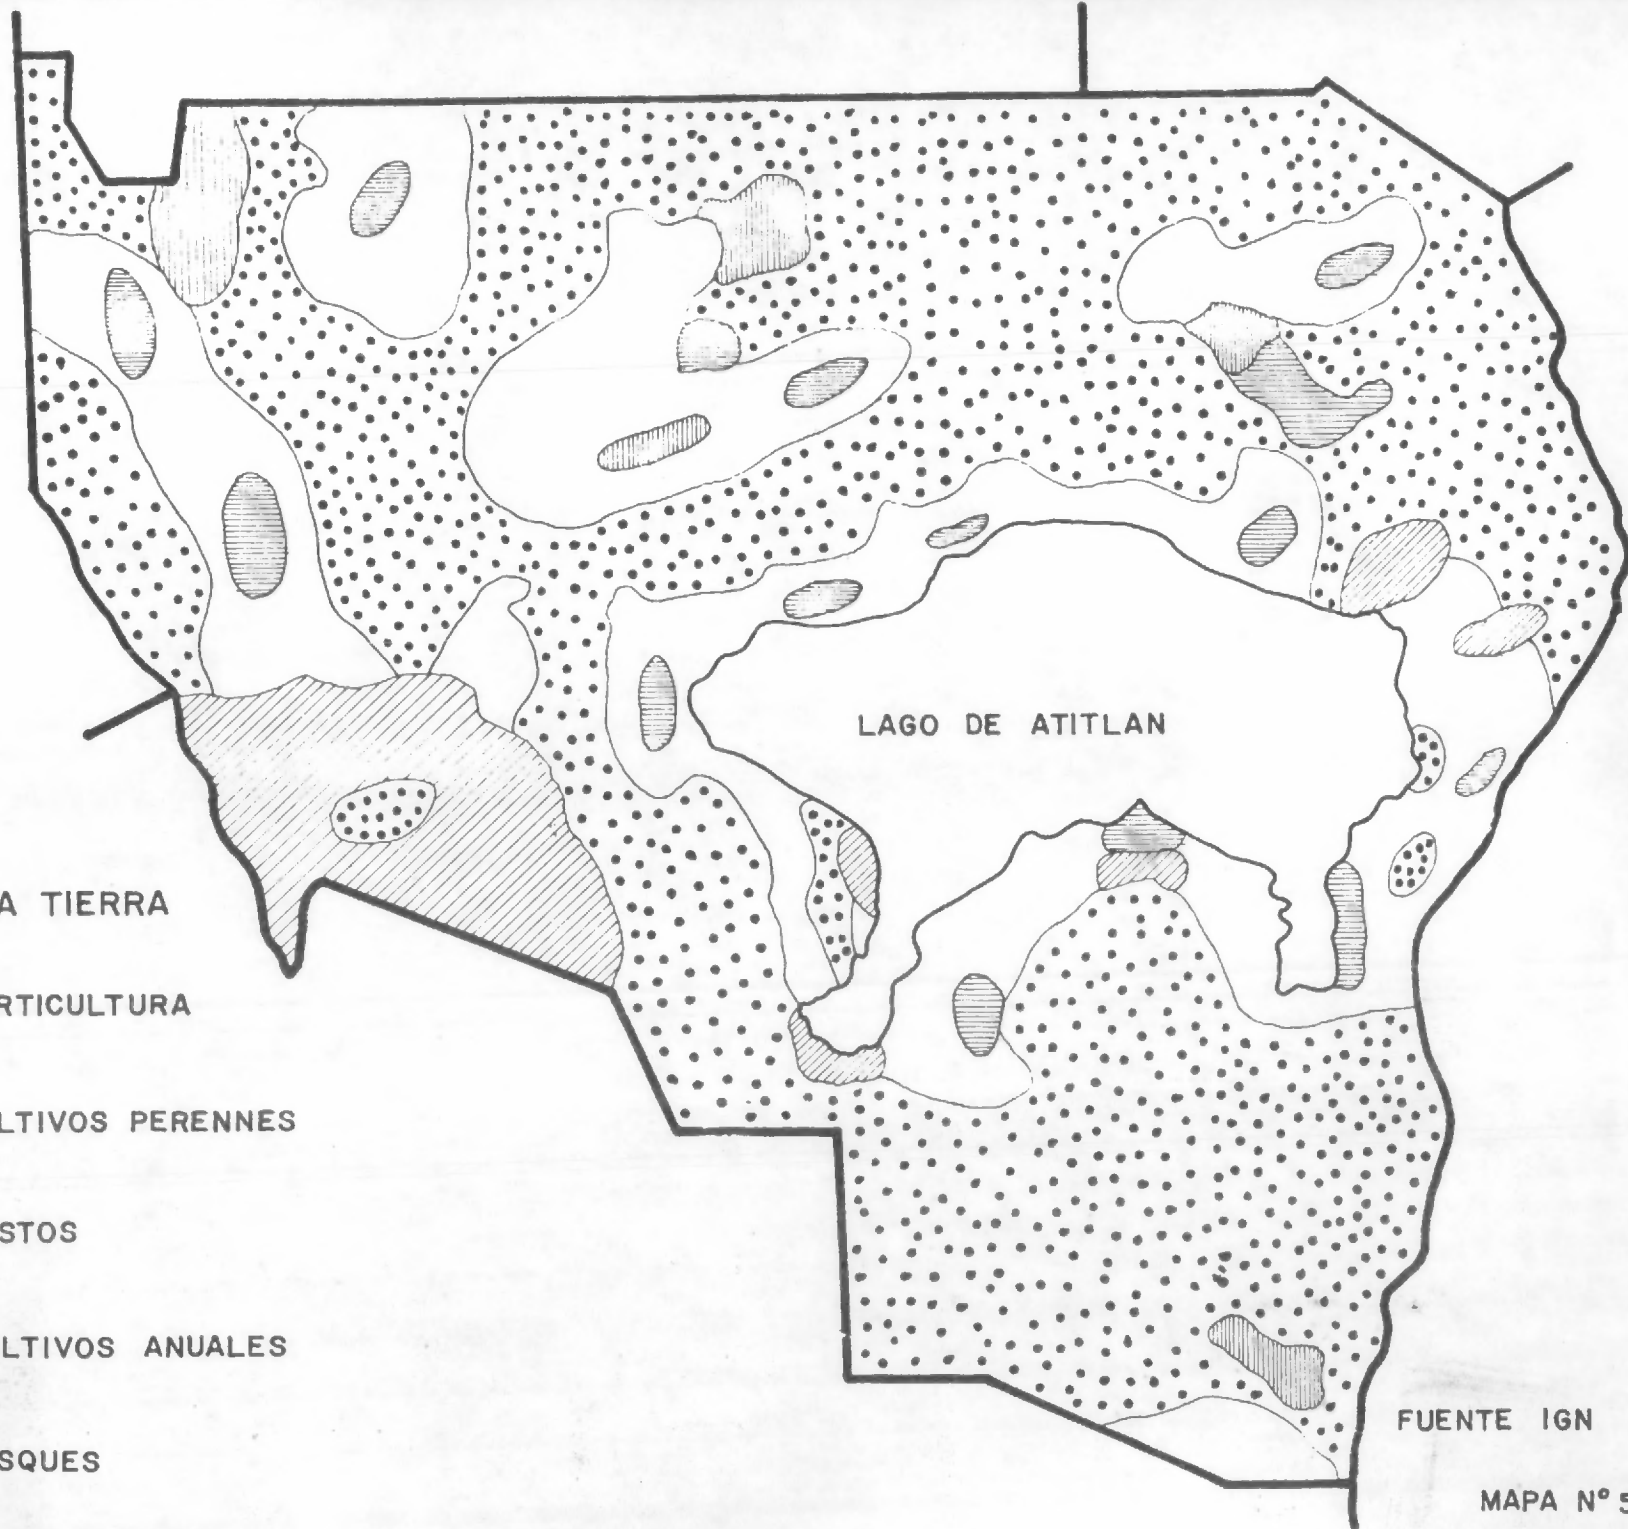 LAGO DE ATITLAN
A TIERRA
RTICULTURA
LTIVOS PERENNES
STOS
LTIVOS ANUALES
SQUES
FUENTE IGN
MAPA Nº 5